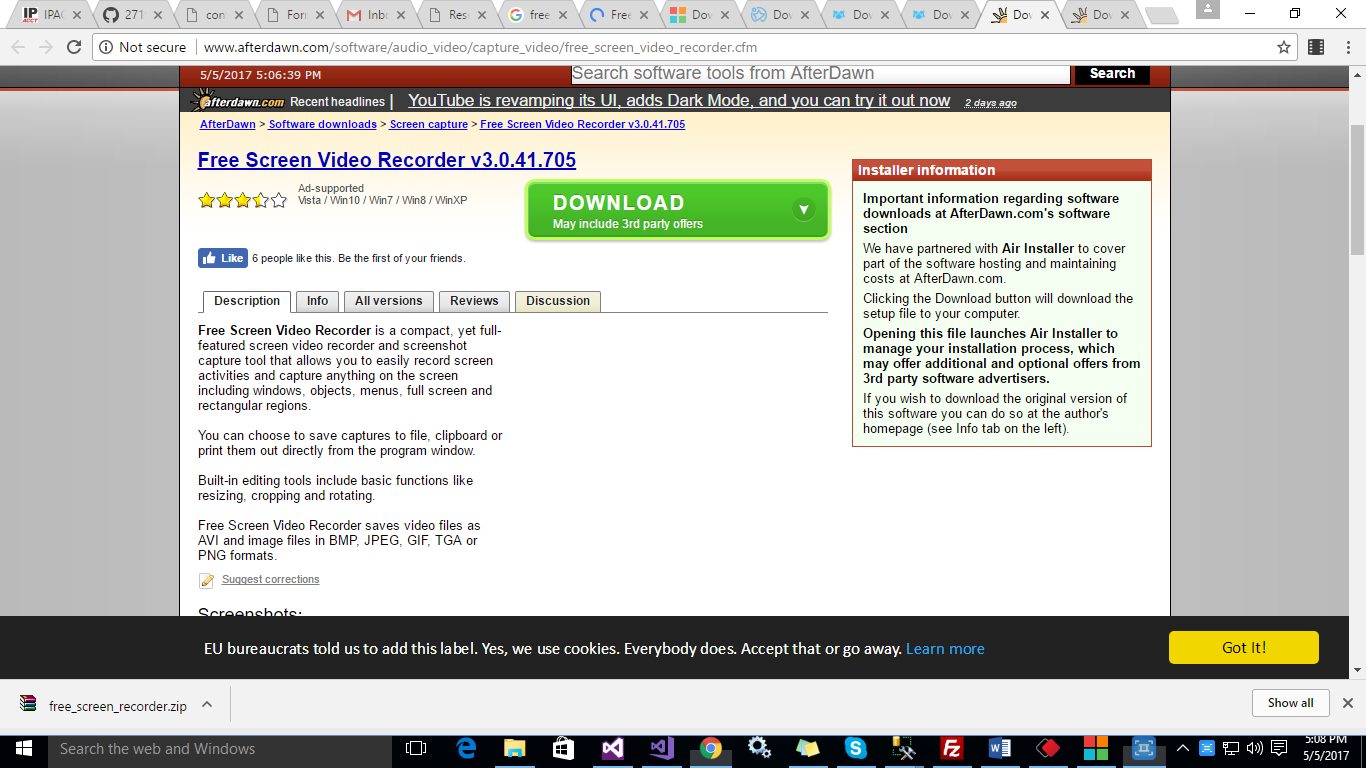 IPAC
271
con
Forr
Inbo
Rese
free
Free
Dov
Dov
Dov
Dov
Dov
Dov
Not secure
www.afterdawn.com/software/audio_video/capture_video/free_screen_video_recorder.cfm
5/5/2017 5:06:39 PM
Search software tools from AfterDawn
Search
afterdawn.com
Recent headlines |
YouTube is revamping its UI, adds Dark Mode, and you can try it out now
2 days ago
AfterDawn > Software downloads > Screen capture > Free Screen Video Recorder v3.0.41.705
Free Screen Video Recorder v3.0.41.705
Ad-supported
Vista / Win10 / Win7 / Win8 / WinXP
DOWNLOAD
May include 3rd party offers
Like
6 people like this. Be the first of your friends.
Description
Info
All versions
Reviews
Discussion
Free Screen Video Recorder is a compact, yet full-
featured screen video recorder and screenshot
capture tool that allows you to easily record screen
activities and capture anything on the screen
including windows, objects, menus, full screen and
rectangular regions.
You can choose to save captures to file, clipboard or
print them out directly from the program window.
Built-in editing tools include basic functions like
resizing, cropping and rotating.
Free Screen Video Recorder saves video files as
AVI and image files in BMP, JPEG, GIF, TGA or
PNG formats.
Suggest corrections
Screenshots:
Installer information
Important information regarding software
downloads at AfterDawn.com's software
section
We have partnered with Air Installer to cover
part of the software hosting and maintaining
costs at AfterDawn.com.
Clicking the Download button will download the
setup file to your computer.
Opening this file launches Air Installer to
manage your installation process, which
may offer additional and optional offers from
3rd party software advertisers.
If you wish to download the original version of
this software you can do so at the author's
homepage (see Info tab on the left).
EU bureaucrats told us to add this label. Yes, we use cookies. Everybody does. Accept that or go away. Learn more
Got It!
free_screen_recorder.zip
Show all
Search the web and Windows
5:08 PM
5/5/2017